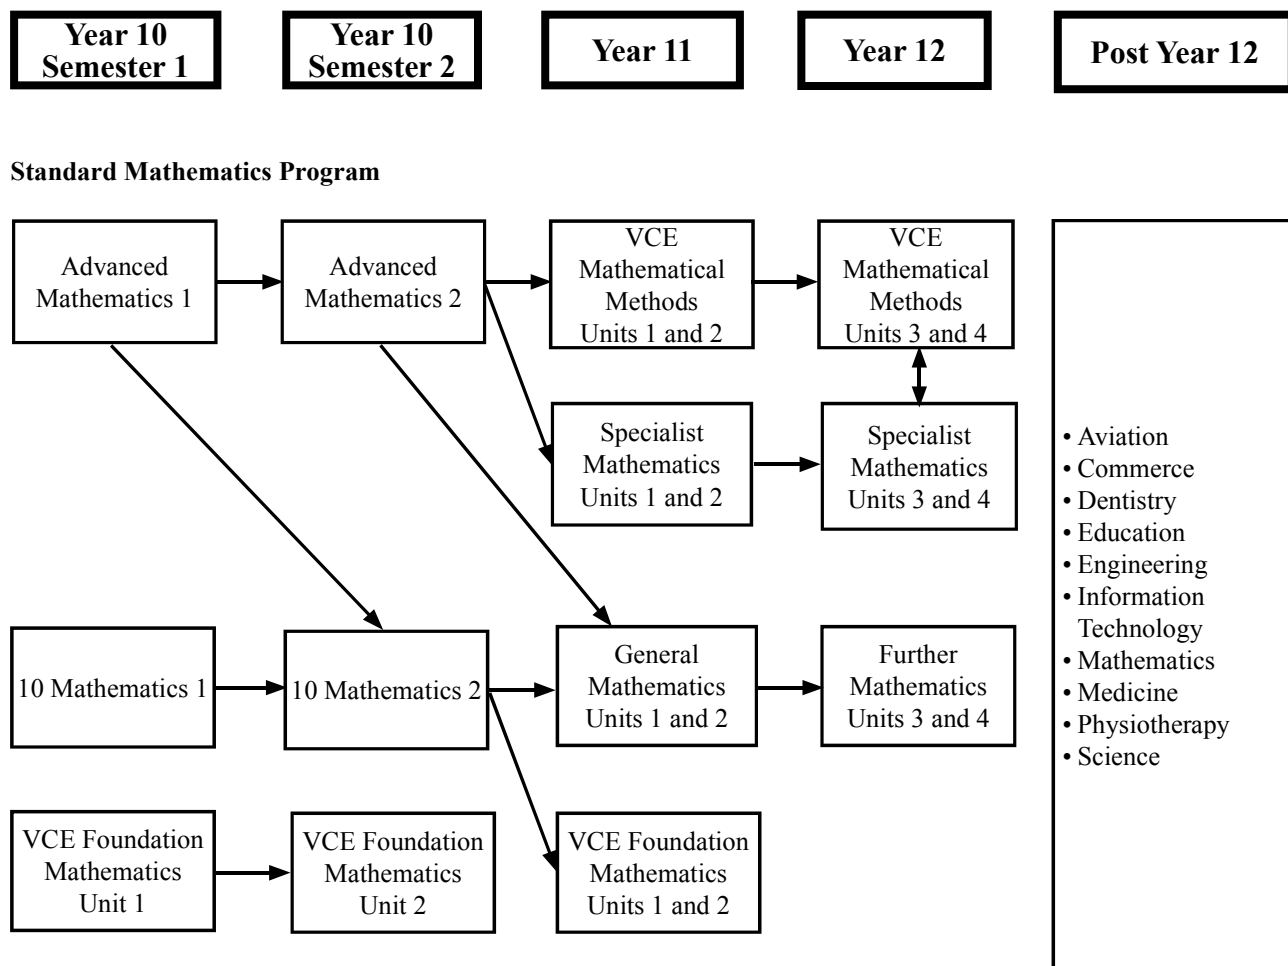 Year 10
Semester 1
Year 10
Semester 2
Year 11
Year 12
Post Year 12
Standard Mathematics Program
Advanced
Mathematics 1
Advanced
Mathematics 2
VCE
Mathematical
Methods
Units 1 and 2
VCE
Mathematical
Methods
Units 3 and 4
Specialist
Mathematics
Units 1 and 2
Specialist
Mathematics
Units 3 and 4
10 Mathematics 1
10 Mathematics 2
General
Mathematics
Units 1 and 2
Further
Mathematics
Units 3 and 4
VCE Foundation
Mathematics
Unit 1
VCE Foundation
Mathematics
Unit 2
VCE Foundation
Mathematics
Units 1 and 2
• Aviation
• Commerce
• Dentistry
• Education
• Engineering
• Information
Technology
• Mathematics
• Medicine
• Physiotherapy
• Science